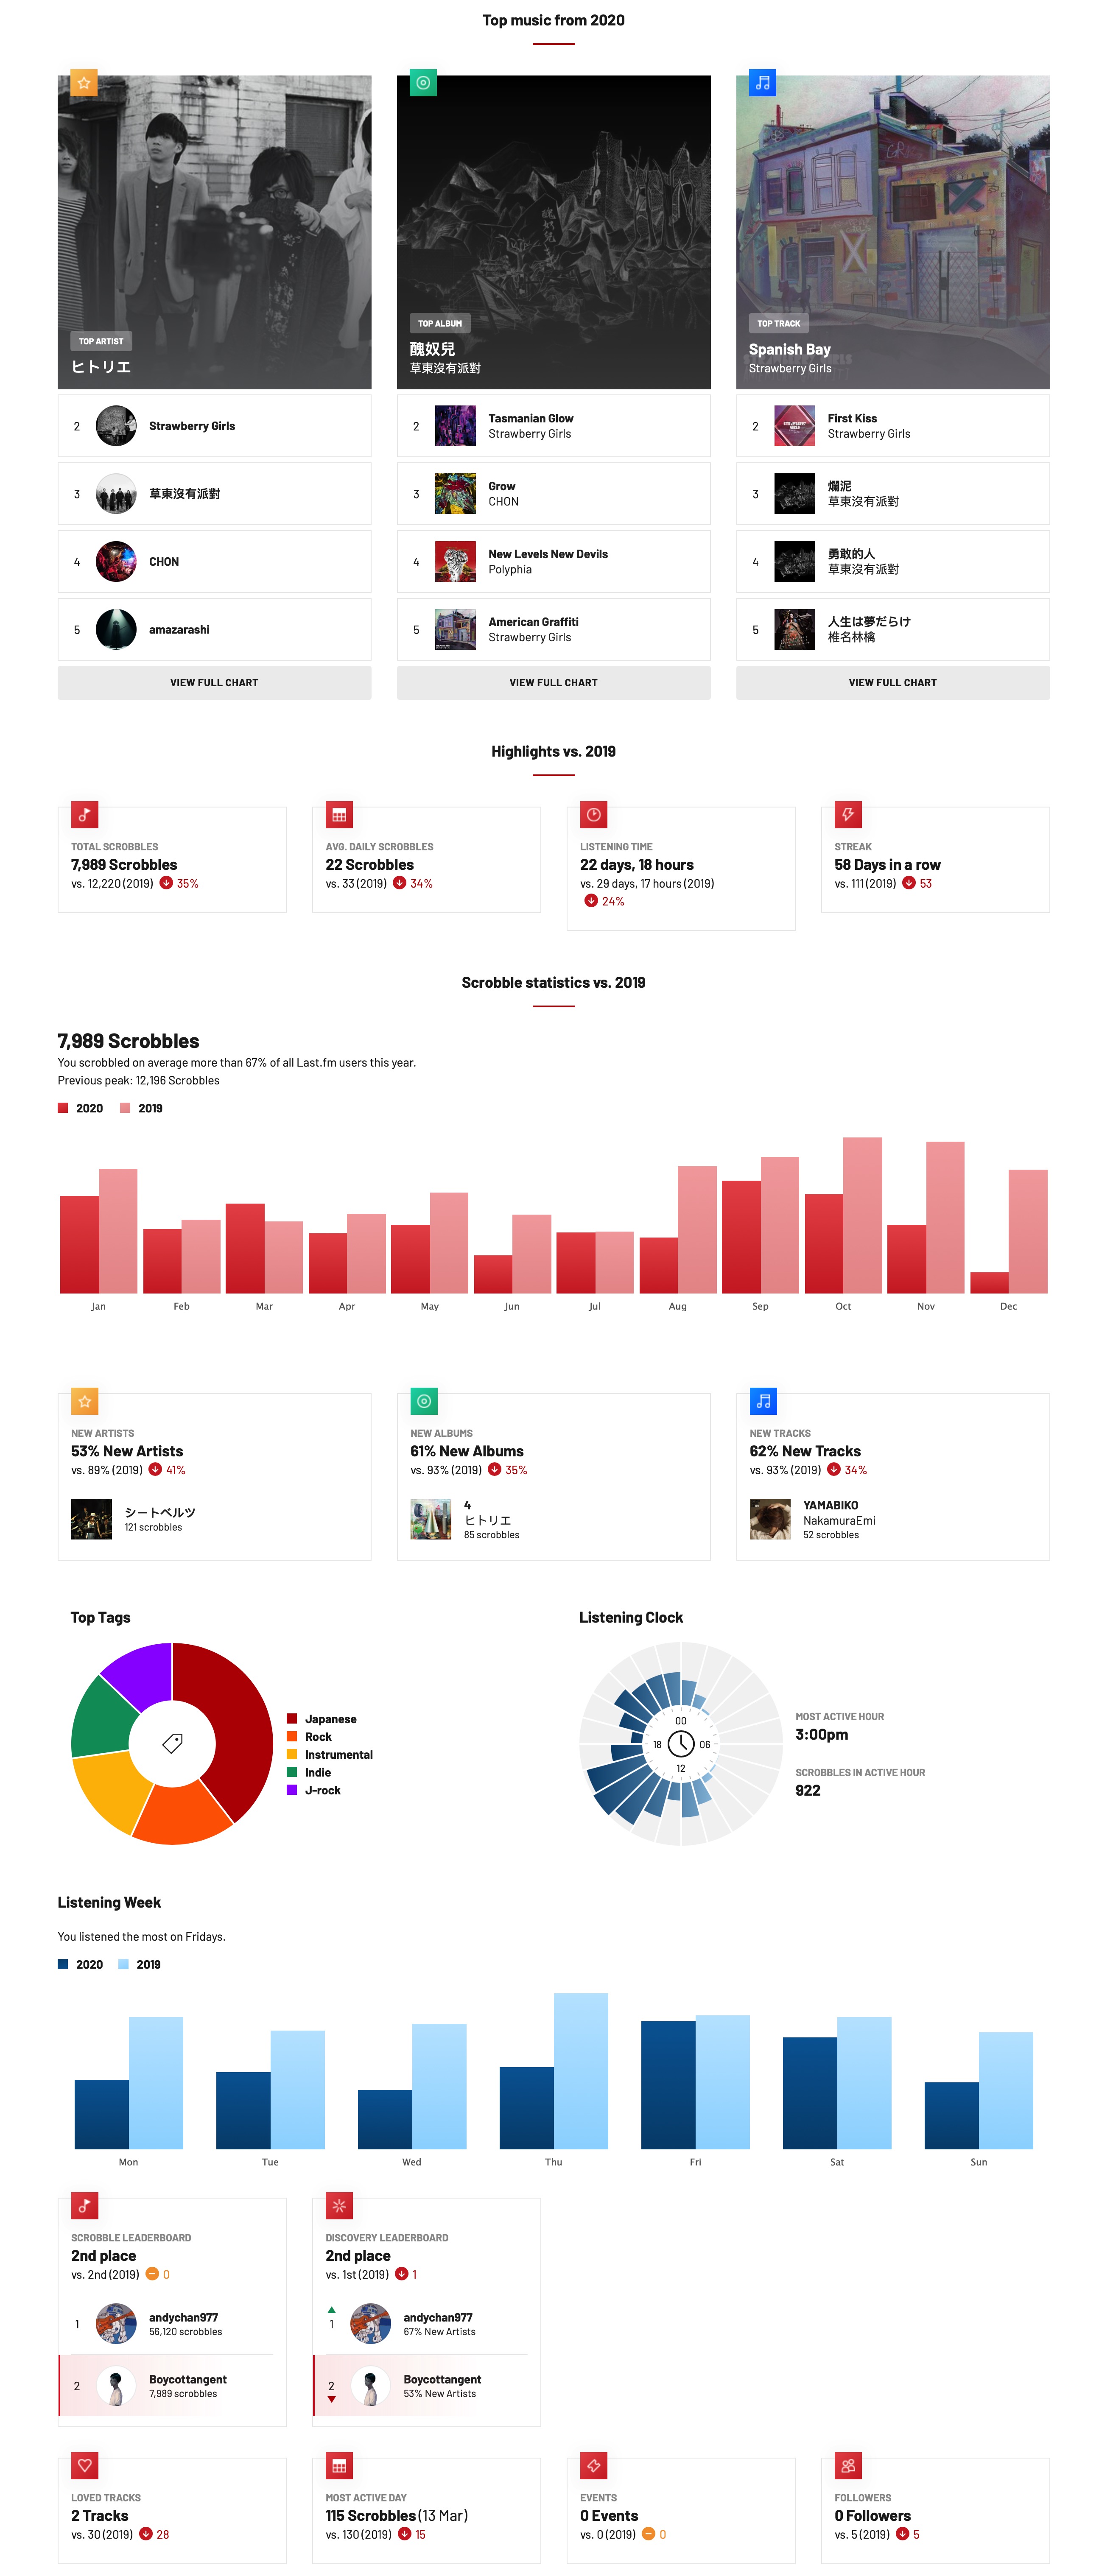 Top music from 2020
TOP ARTIST
ヒトリエ
2
Strawberry Girls
3
草東沒有派對
4
CHON
5
amazarashi
VIEW FULL CHART
TOP ALBUM
醜奴兒
草東沒有派對
2
Tasmanian Glow
Strawberry Girls
3
Grow
CHON
4
New Levels New Devils
Polyphia
5
American Graffiti
Strawberry Girls
VIEW FULL CHART
TOP TRACK
Spanish Bay
Strawberry Girls
2
First Kiss
Strawberry Girls
3
爛泥
草東沒有派對
4
勇敢的人
草東沒有派對
5
人生は夢だらけ
椎名林檎
VIEW FULL CHART
Highlights vs. 2019
TOTAL SCROBBLES
7,989 Scrobbles
vs. 12,220 (2019) 35%
AVG. DAILY SCROBBLES
22 Scrobbles
vs. 33 (2019) 34%
LISTENING TIME
22 days, 18 hours
vs. 29 days, 17 hours (2019)
24%
STREAK
58 Days in a row
vs. 111 (2019) 53
Scrobble statistics vs. 2019
7,989 Scrobbles
You scrobbled on average more than 67% of all Last.fm users this year.
Previous peak: 12,196 Scrobbles
2020 2019
Jan Feb Mar Apr May Jun Jul Aug Sep Oct Nov Dec
NEW ARTISTS
53% New Artists
vs. 89% (2019) 41%
シートベルツ
121 scrobbles
NEW ALBUMS
61% New Albums
vs. 93% (2019) 35%
4
ヒトリエ
85 scrobbles
NEW TRACKS
62% New Tracks
vs. 93% (2019) 34%
YAMABIKO
NakamuraEmi
52 scrobbles
Top Tags
Japanese
Rock
Instrumental
Indie
J-rock
Listening Clock
00
18 06
12
MOST ACTIVE HOUR
3:00pm
SCROBBLES IN ACTIVE HOUR
922
Listening Week
You listened the most on Fridays.
2020 2019
Mon Tue Wed Thu Fri Sat Sun
SCROBBLE LEADERBOARD
2nd place
vs. 2nd (2019) 0
1
andychan977
56,120 scrobbles
2
Boycottangent
7,989 scrobbles
DISCOVERY LEADERBOARD
2nd place
vs. 1st (2019) 1
1
andychan977
67% New Artists
2
Boycottangent
53% New Artists
LOVED TRACKS
2 Tracks
vs. 30 (2019) 28
MOST ACTIVE DAY
115 Scrobbles (13 Mar)
vs. 130 (2019) 15
EVENTS
0 Events
vs. 0 (2019) 0
FOLLOWERS
0 Followers
vs. 5 (2019) 5